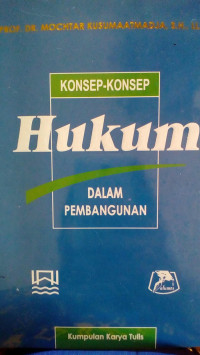 DR. MOCHTAR KUSUMAATMADJA, S.H.,
KONSEP-KONSEP
Hukum
DALAM
PEMBANGUNAN
Kumpulan Karya Tulis